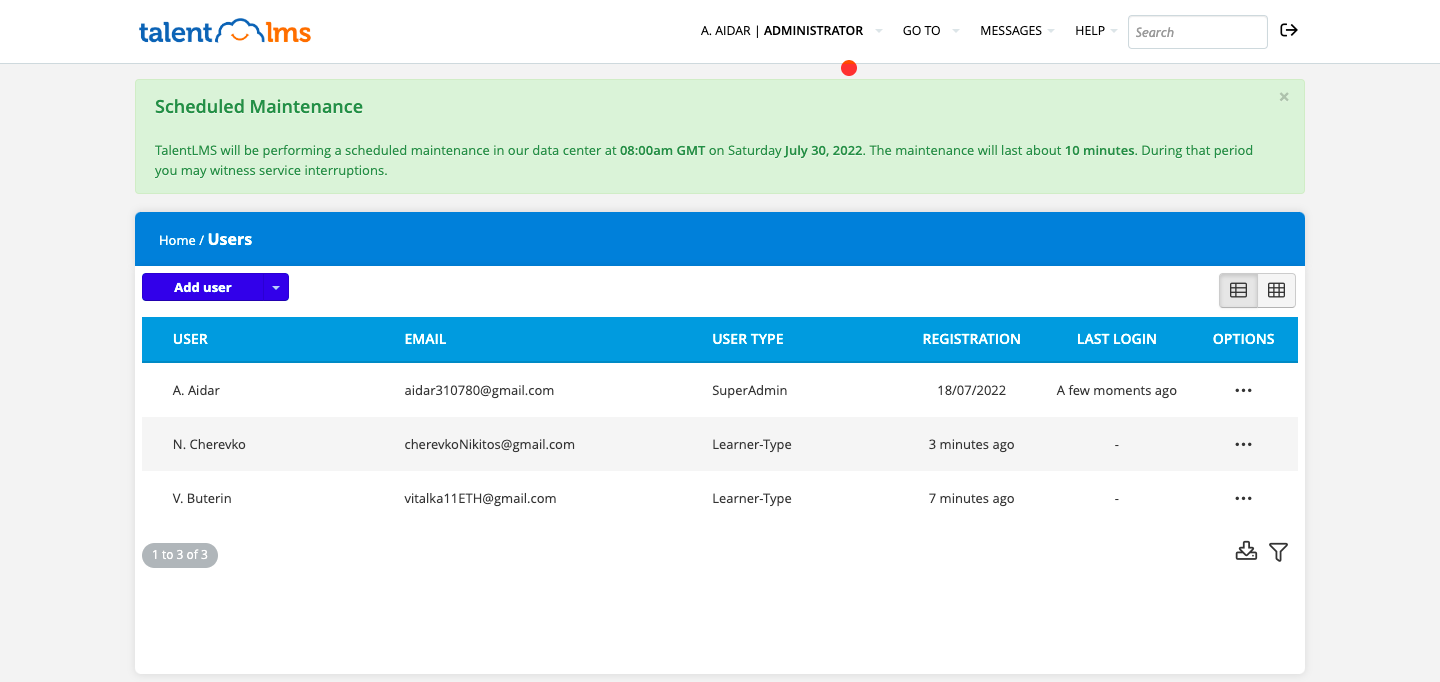 talentlms
A. AIDAR | ADMINISTRATOR
GO TO
MESSAGES
HELP
Search
Scheduled Maintenance
×
TalentLMS will be performing a scheduled maintenance in our data center at 08:00am GMT on Saturday July 30, 2022. The maintenance will last about 10 minutes. During that period
you may witness service interruptions.
Home / Users
Add user
USER EMAIL USER TYPE REGISTRATION LAST LOGIN OPTIONS
A. Aidar aidar310780@gmail.com SuperAdmin 18/07/2022 A few moments ago •••
N. Cherevko cherevkoNikitos@gmail.com Learner-Type 3 minutes ago - •••
V. Buterin vitalka11ETH@gmail.com Learner-Type 7 minutes ago - •••
1 to 3 of 3